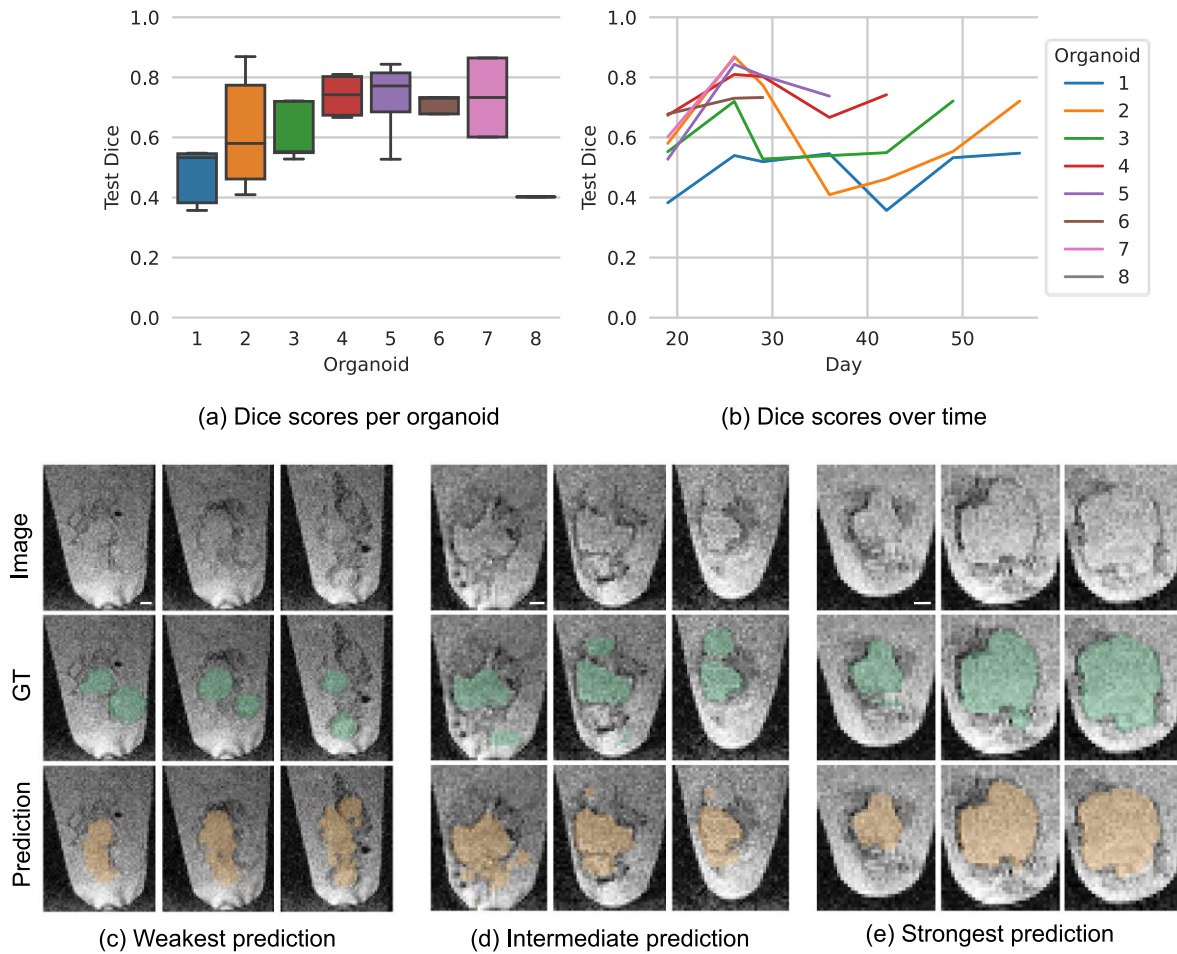 1.0
0.8
0.6
0.4
0.2
0.0
Test Dice
1 2 3 4 5 6 7 8
Organoid
(a) Dice scores per organoid
1.0
0.8
0.6
0.4
0.2
0.0
Test Dice
20 30 40 50
Day
(b) Dice scores over time
Organoid
1
2
3
4
5
6
7
8
Image
GT
Prediction
(c) Weakest prediction
(d) Intermediate prediction
(e) Strongest prediction